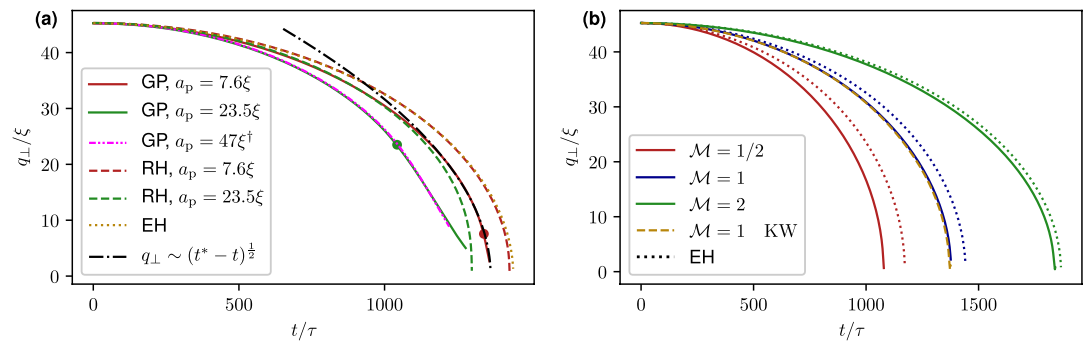 (a)
q⊥/ξ
40
30
20
10
0
GP, aₚ = 7.6ξ
GP, aₚ = 23.5ξ
GP, aₚ = 47ξ†
RH, aₚ = 7.6ξ
RH, aₚ = 23.5ξ
EH
q⊥ ∼ (t* − t)^½
0 500 1000
t/τ
(b)
q⊥/ξ
40
30
20
10
0
ℳ = 1/2
ℳ = 1
ℳ = 2
ℳ = 1 KW
EH
0 500 1000 1500
t/τ